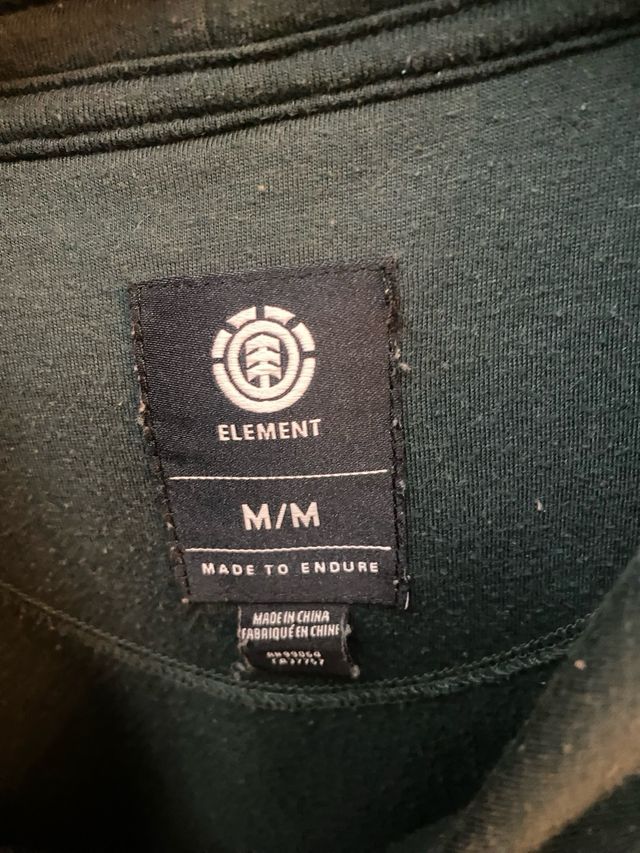 ELEMENT
M/M
MADE TO ENDURE
MADE IN CHINA
FABRIQUÉ EN CHINE